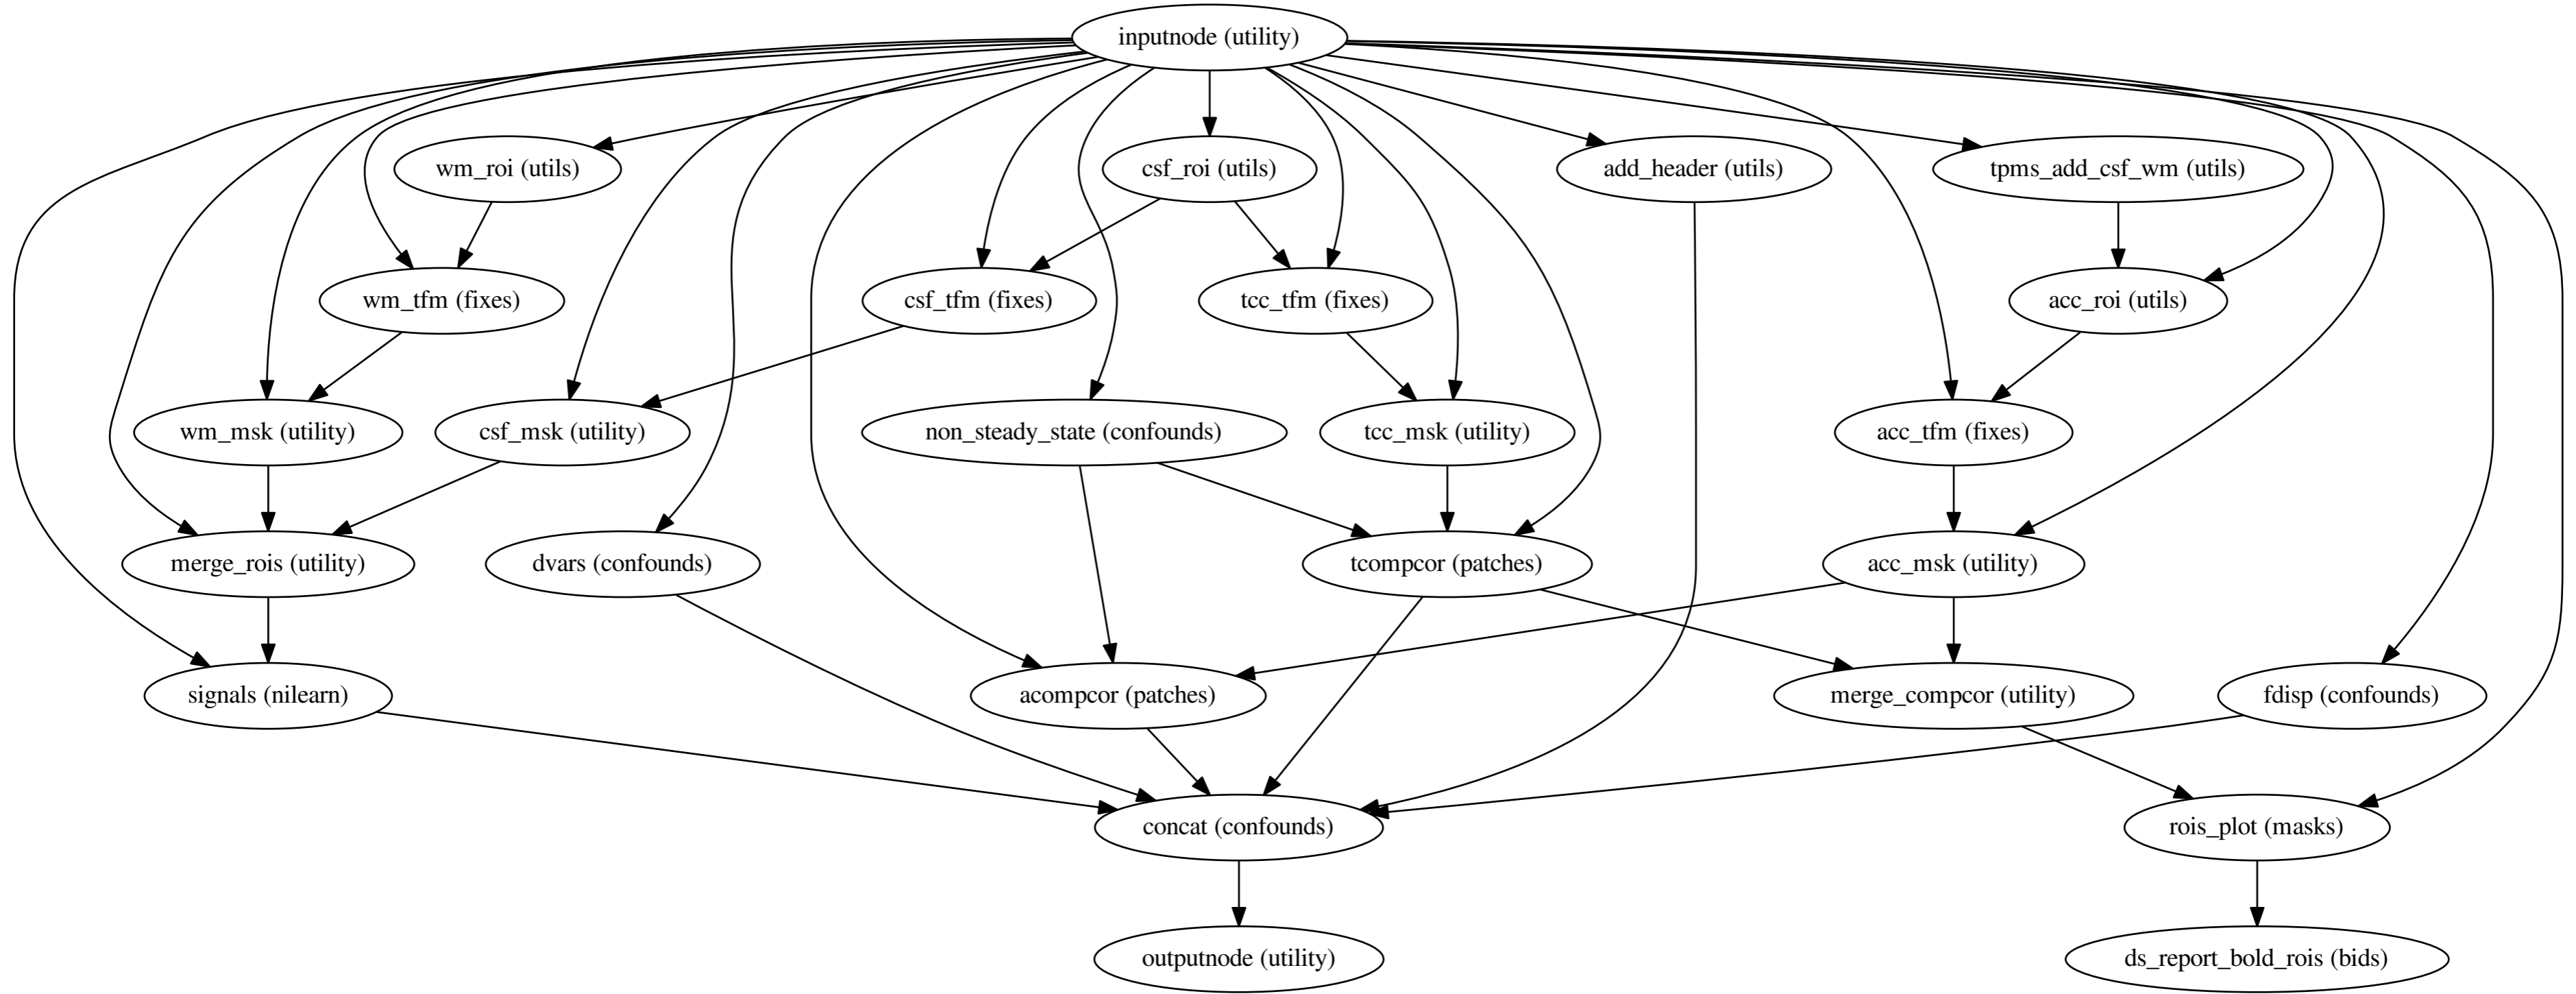 inputnode (utility)
wm_roi (utils)
csf_roi (utils)
add_header (utils)
tpms_add_csf_wm (utils)
wm_tfm (fixes)
csf_tfm (fixes)
tcc_tfm (fixes)
acc_roi (utils)
wm_msk (utility)
csf_msk (utility)
non_steady_state (confounds)
tcc_msk (utility)
acc_tfm (fixes)
merge_rois (utility)
dvars (confounds)
tcompcor (patches)
acc_msk (utility)
signals (nilearn)
acompcor (patches)
merge_compcor (utility)
fdisp (confounds)
concat (confounds)
rois_plot (masks)
outputnode (utility)
ds_report_bold_rois (bids)